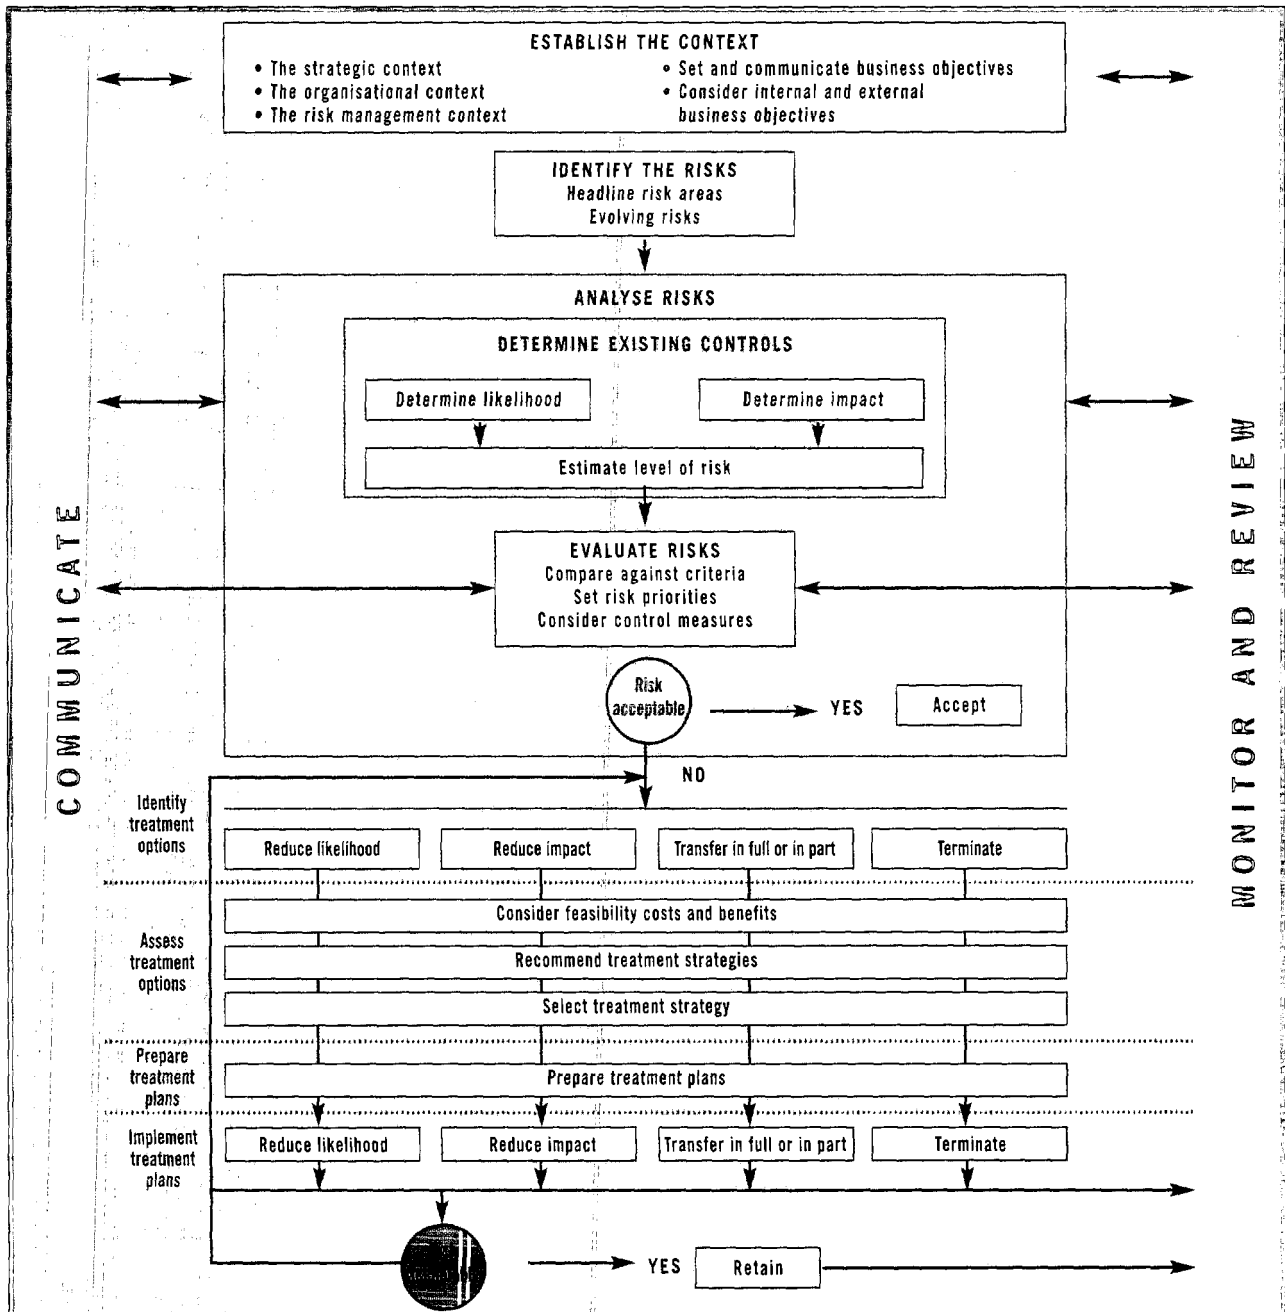 ESTABLISH THE CONTEXT
• The strategic context
• The organisational context
• The risk management context
• Set and communicate business objectives
• Consider internal and external
business objectives
IDENTIFY THE RISKS
Headline risk areas
Evolving risks
ANALYSE RISKS
DETERMINE EXISTING CONTROLS
Determine likelihood
Determine impact
Estimate level of risk
EVALUATE RISKS
Compare against criteria
Set risk priorities
Consider control measures
Risk
acceptable
YES
Accept
NO
COMMUNICATE
MONITOR AND REVIEW
Identify
treatment
options
Reduce likelihood
Reduce impact
Transfer in full or in part
Terminate
Assess
treatment
options
Consider feasibility costs and benefits
Recommend treatment strategies
Select treatment strategy
Prepare
treatment
plans
Prepare treatment plans
Implement
treatment
plans
Reduce likelihood
Reduce impact
Transfer in full or in part
Terminate
YES
Retain